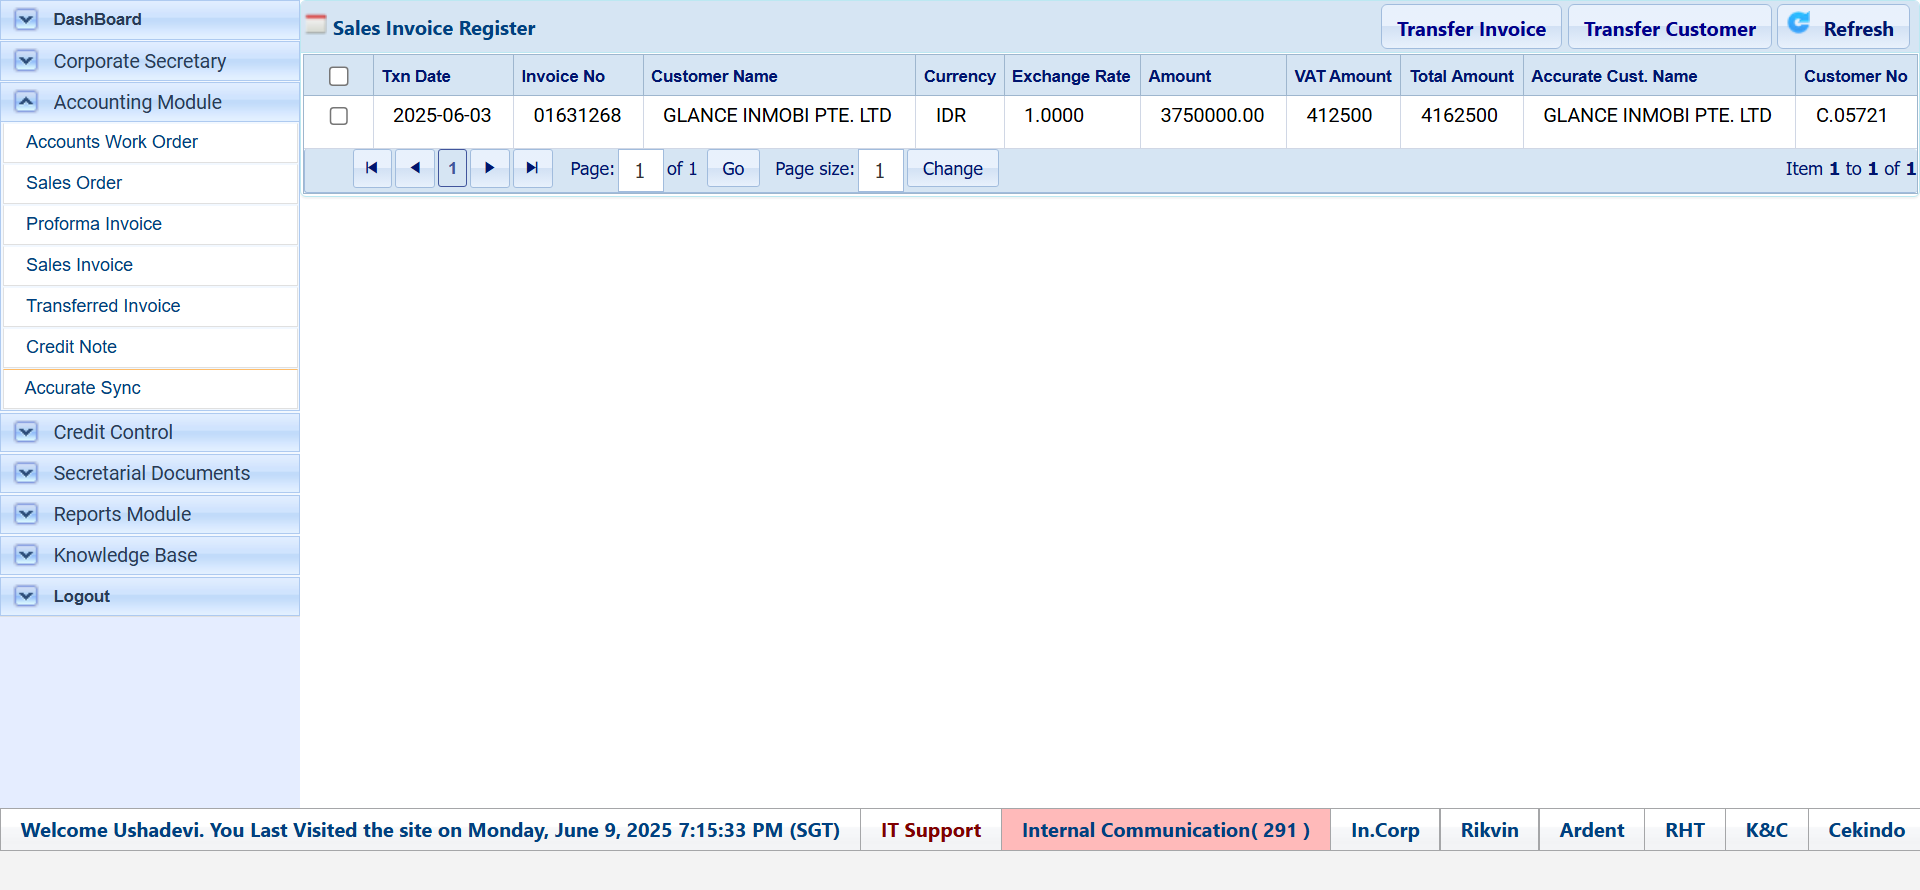 DashBoard
Corporate Secretary
Accounting Module
Accounts Work Order
Sales Order
Proforma Invoice
Sales Invoice
Transferred Invoice
Credit Note
Accurate Sync
Credit Control
Secretarial Documents
Reports Module
Knowledge Base
Logout
Sales Invoice Register
Transfer Invoice Transfer Customer Refresh
Txn Date Invoice No Customer Name Currency Exchange Rate Amount VAT Amount Total Amount Accurate Cust. Name Customer No
2025-06-03 01631268 GLANCE INMOBI PTE. LTD IDR 1.0000 3750000.00 412500 4162500 GLANCE INMOBI PTE. LTD C.05721
1 Page: 1 of 1 Go Page size: 1 Change Item 1 to 1 of 1
Welcome Ushadevi. You Last Visited the site on Monday, June 9, 2025 7:15:33 PM (SGT) IT Support Internal Communication( 291 ) In.Corp Rikvin Ardent RHT K&C Cekindo